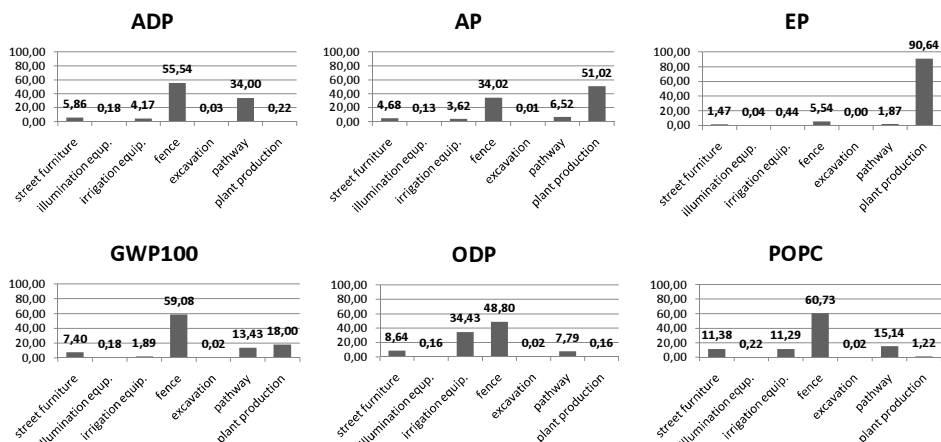 ADP
100,00
80,00
60,00
40,00
20,00
0,00
5,86 0,18 4,17 55,54 0,03 34,00 0,22
street furniture
illumination equp.
irrigation equip.
fence
excavation
pathway
plant production
AP
100,00
80,00
60,00
40,00
20,00
0,00
4,68 0,13 3,62 34,02 0,01 6,52 51,02
street furniture
illumination equp.
irrigation equip.
fence
excavation
pathway
plant production
EP
100,00
80,00
60,00
40,00
20,00
0,00
1,47 0,04 0,44 5,54 0,00 1,87 90,64
street furniture
illumination equp.
irrigation equip.
fence
excavation
pathway
plant production
GWP100
100,00
80,00
60,00
40,00
20,00
0,00
7,40 0,18 1,89 59,08 0,02 13,43 18,00
street furniture
illumination equp.
irrigation equip.
fence
excavation
pathway
plant production
ODP
100,00
80,00
60,00
40,00
20,00
0,00
8,64 0,16 34,43 48,80 0,02 7,79 0,16
street furniture
illumination equp.
irrigation equip.
fence
excavation
pathway
plant production
POPC
100,00
80,00
60,00
40,00
20,00
0,00
11,38 0,22 11,29 60,73 0,02 15,14 1,22
street furniture
illumination equp.
irrigation equip.
fence
excavation
pathway
plant production